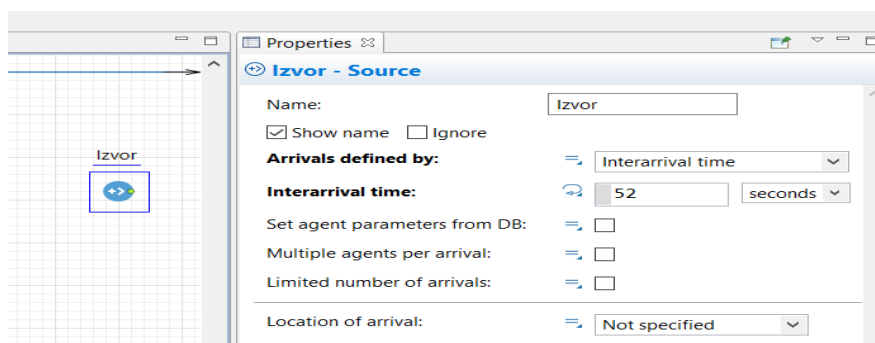 Properties
Izvor - Source
Name: Izvor
Show name Ignore
Izvor
Arrivals defined by: Interarrival time
Interarrival time: 52 seconds
Set agent parameters from DB:
Multiple agents per arrival:
Limited number of arrivals:
Location of arrival: Not specified